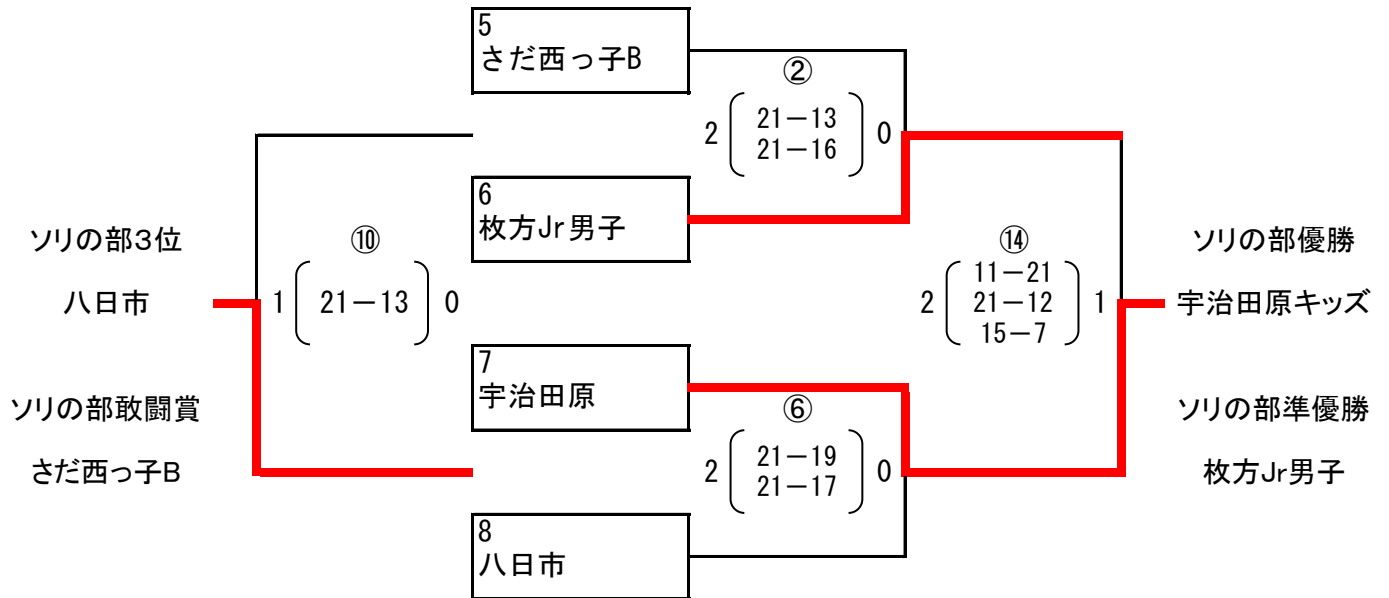 5
さだ西っ子B
②
2 21－13 0
21－16
6
枚方Jr男子
ソリの部3位
八日市
⑩
1 21－13 0
ソリの部敢闘賞
さだ西っ子B
7
宇治田原
⑥
2 21－19 0
21－17
8
八日市
⑭
11－21
2 21－12 1
15－7
ソリの部優勝
宇治田原キッズ
ソリの部準優勝
枚方Jr男子